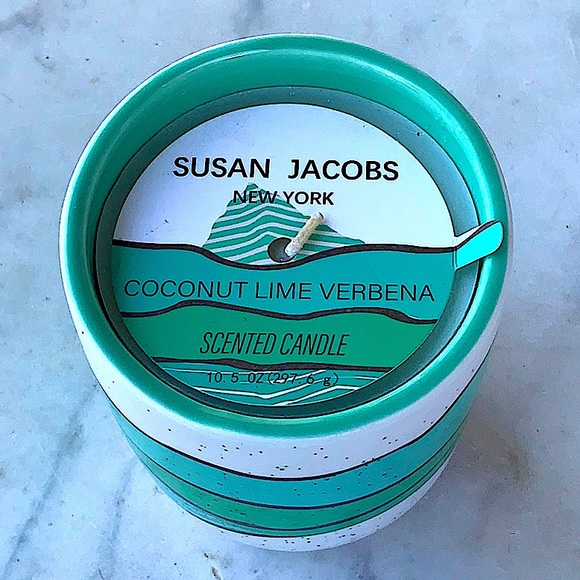 SUSAN JACOBS
NEW YORK
COCONUT LIME VERBENA
SCENTED CANDLE
10.5 OZ(297.6 g)